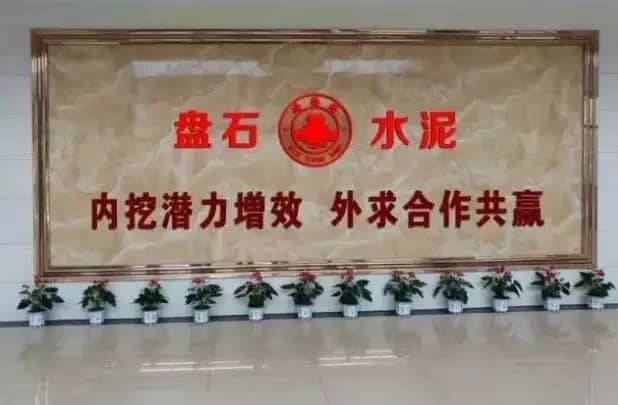 盘石 水泥
内挖潜力增效 外求合作共赢